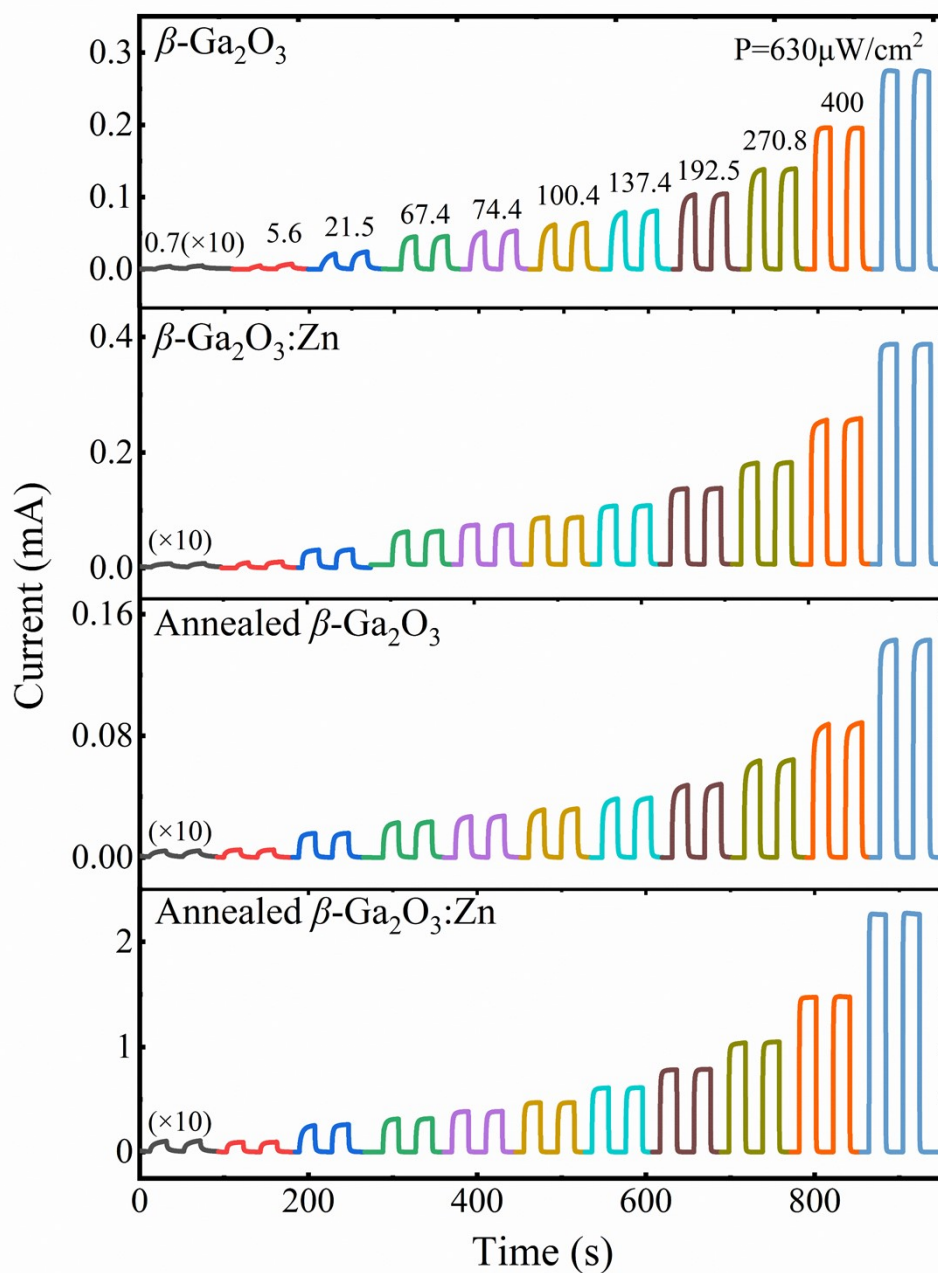 β-Ga₂O₃
P=630μW/cm²
0.7(×10) 5.6 21.5 67.4 74.4 100.4 137.4 192.5 270.8 400
0.3
0.2
0.1
0.0
β-Ga₂O₃:Zn
(×10)
0.4
0.2
0.0
Annealed β-Ga₂O₃
(×10)
0.16
0.08
0.00
Annealed β-Ga₂O₃:Zn
(×10)
2
1
0
Current (mA)
0 200 400 600 800
Time (s)